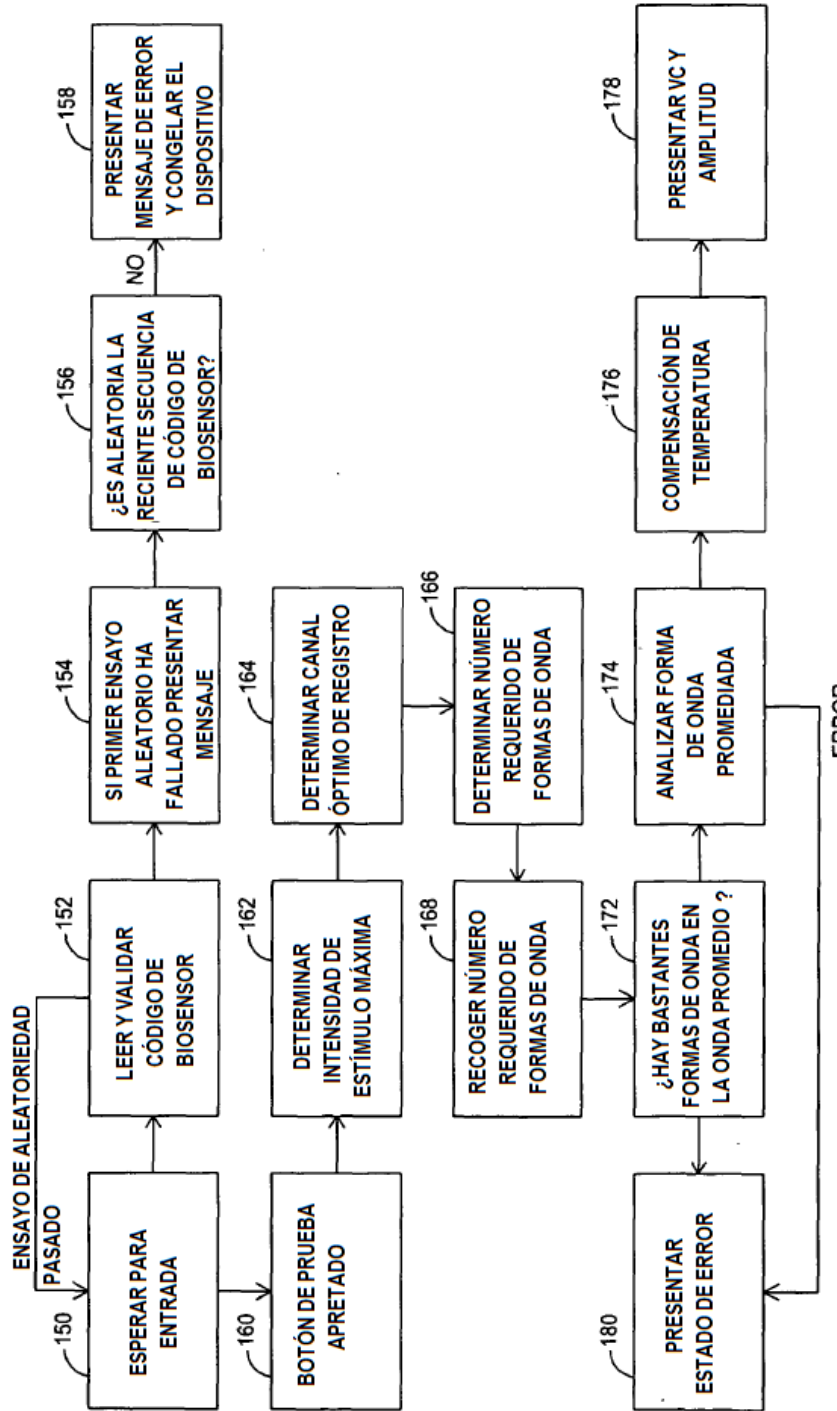 ENSAYO DE ALEATORIEDAD
PASADO
150
ESPERAR PARA
ENTRADA
152
LEER Y VALIDAR
CÓDIGO DE
BIOSENSOR
154
SI PRIMER ENSAYO
ALEATORIO HA
FALLADO PRESENTAR
MENSAJE
156
¿ES ALEATORIA LA
RECIENTE SECUENCIA
DE CÓDIGO DE
BIOSENSOR?
NO
158
PRESENTAR
MENSAJE DE ERROR
Y CONGELAR EL
DISPOSITIVO
160
BOTÓN DE PRUEBA
APRETADO
162
DETERMINAR
INTENSIDAD DE
ESTÍMULO MÁXIMA
164
DETERMINAR CANAL
ÓPTIMO DE REGISTRO
166
DETERMINAR NÚMERO
REQUERIDO DE
FORMAS DE ONDA
168
RECOGER NÚMERO
REQUERIDO DE
FORMAS DE ONDA
172
¿HAY BASTANTES
FORMAS DE ONDA EN
LA ONDA PROMEDIO ?
174
ANALIZAR FORMA
DE ONDA
PROMEDIADA
176
COMPENSACIÓN DE
TEMPERATURA
178
PRESENTAR VC Y
AMPLITUD
180
PRESENTAR
ESTADO DE ERROR
ERROR